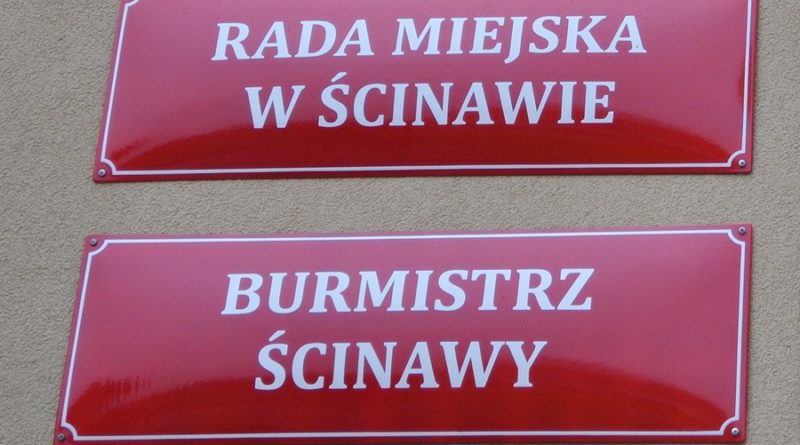 RADA MIEJSKA
W ŚCINAWIE
BURMISTRZ
ŚCINAWY